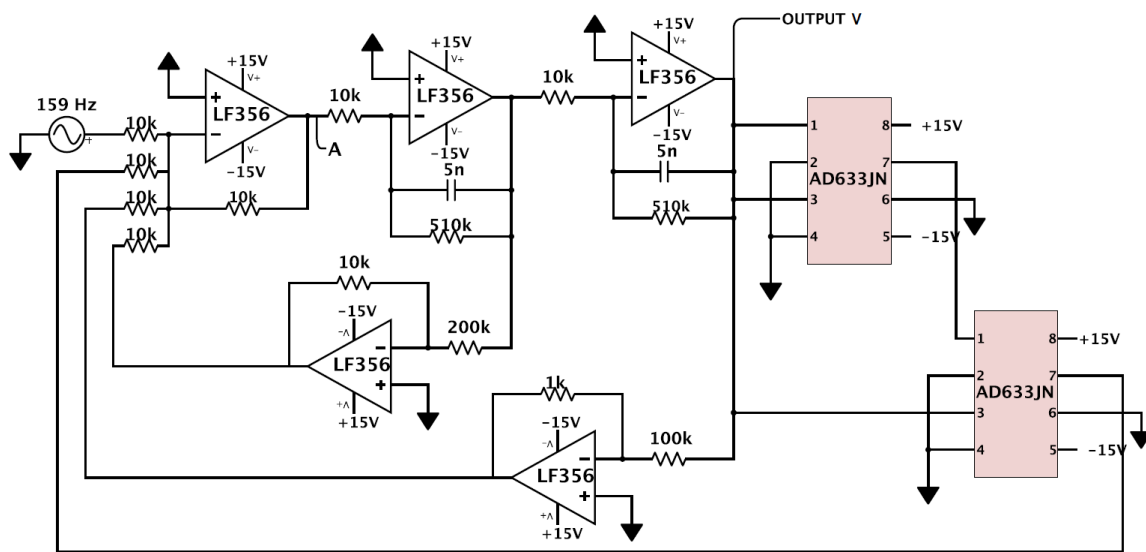 OUTPUT V
+15V
V+
LF356
V-
-15V
+15V
V+
LF356
V-
-15V
+15V
V+
LF356
V-
-15V
159 Hz
+
10k
10k
10k
10k
10k
A
10k
5n
510k
10k
5n
510k
1
2
3
4
8
7
6
5
AD633JN
+15V
-15V
10k
-15V
V-
LF356
V+
+15V
200k
1k
-15V
V-
LF356
V+
+15V
100k
1
2
3
4
8
7
6
5
AD633JN
+15V
-15V